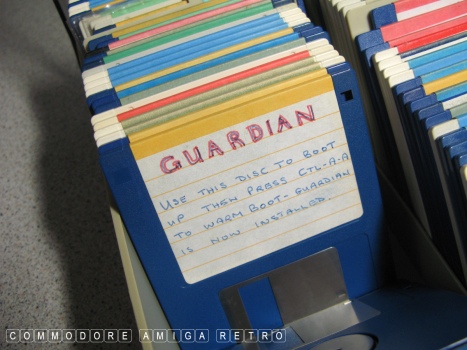 GUARDIAN
USE THIS DISC TO BOOT
UP THEN PRESS CTL-A-A
TO WARM BOOT-GUARDIAN
IS NOW INSTALLED.
COMMODORE AMIGA RETRO